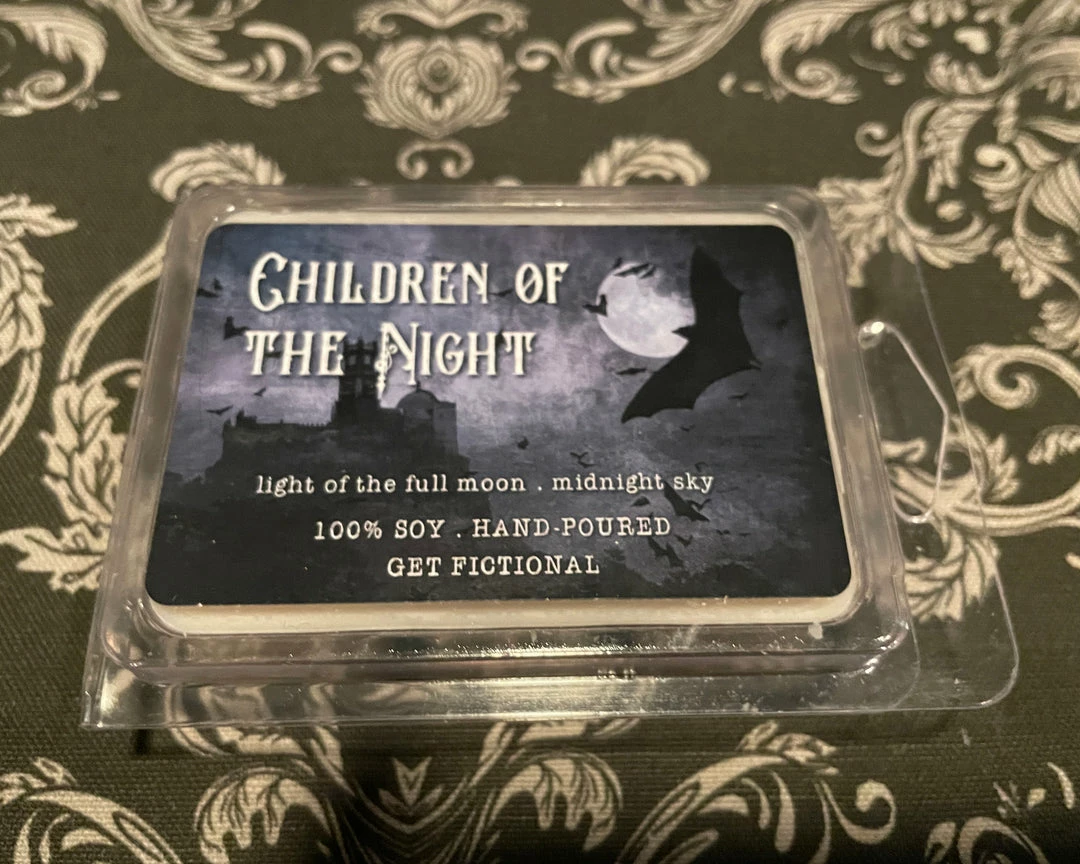 Children of
the Night
light of the full moon . midnight sky
100% SOY . HAND-POURED
GET FICTIONAL